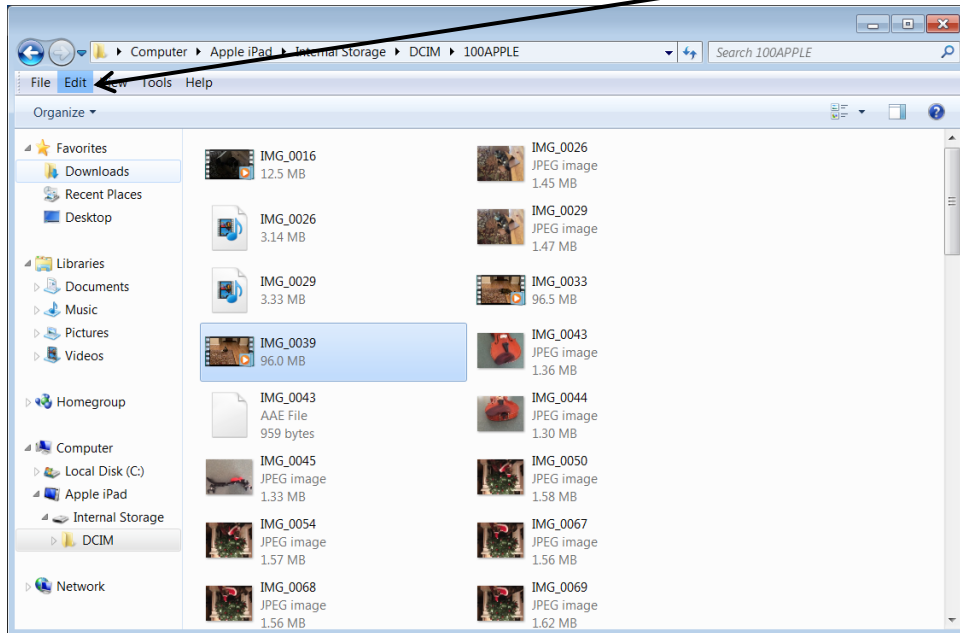 Computer Apple iPad Internal Storage DCIM 100APPLE
Search 100APPLE
File Edit View Tools Help
Organize
Favorites
Downloads
Recent Places
Desktop
Libraries
Documents
Music
Pictures
Videos
Homegroup
Computer
Local Disk (C:)
Apple iPad
Internal Storage
DCIM
Network
IMG_0016
12.5 MB
IMG_0026
JPEG image
1.45 MB
IMG_0026
3.14 MB
IMG_0029
JPEG image
1.47 MB
IMG_0029
3.33 MB
IMG_0033
96.5 MB
IMG_0039
96.0 MB
IMG_0043
JPEG image
1.36 MB
IMG_0043
AAE File
959 bytes
IMG_0044
JPEG image
1.30 MB
IMG_0045
JPEG image
1.33 MB
IMG_0050
JPEG image
1.58 MB
IMG_0054
JPEG image
1.57 MB
IMG_0067
JPEG image
1.56 MB
IMG_0068
JPEG image
1.56 MB
IMG_0069
JPEG image
1.62 MB